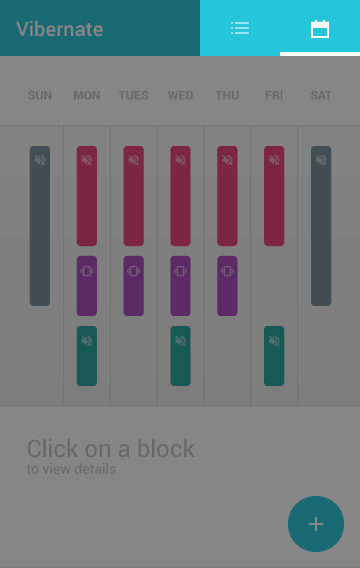 Vibernate
SUN MON TUES WED THU FRI SAT
Click on a block
to view details